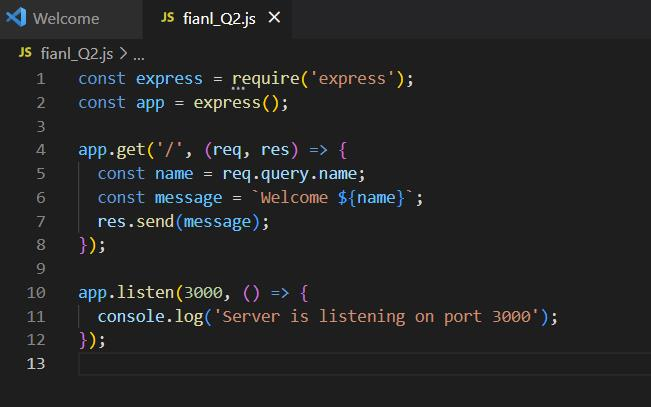 Welcome
JS fianl_Q2.js ×
JS fianl_Q2.js > ...
1 const express = require('express');
2 const app = express();
3
4 app.get('/', (req, res) => {
5   const name = req.query.name;
6   const message = `Welcome ${name}`;
7   res.send(message);
8 });
9
10 app.listen(3000, () => {
11   console.log('Server is listening on port 3000');
12 });
13